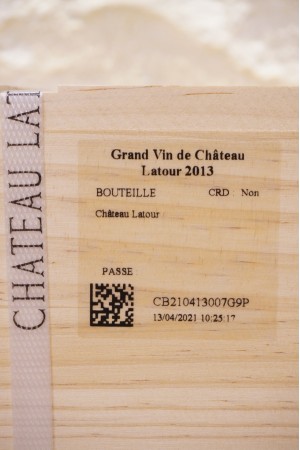 CHATEAU LAT
Grand Vin de Château
Latour 2013
BOUTEILLE CRD Non
Château Latour
PASSE
CB210413007G9P
13/04/2021 10:25:17